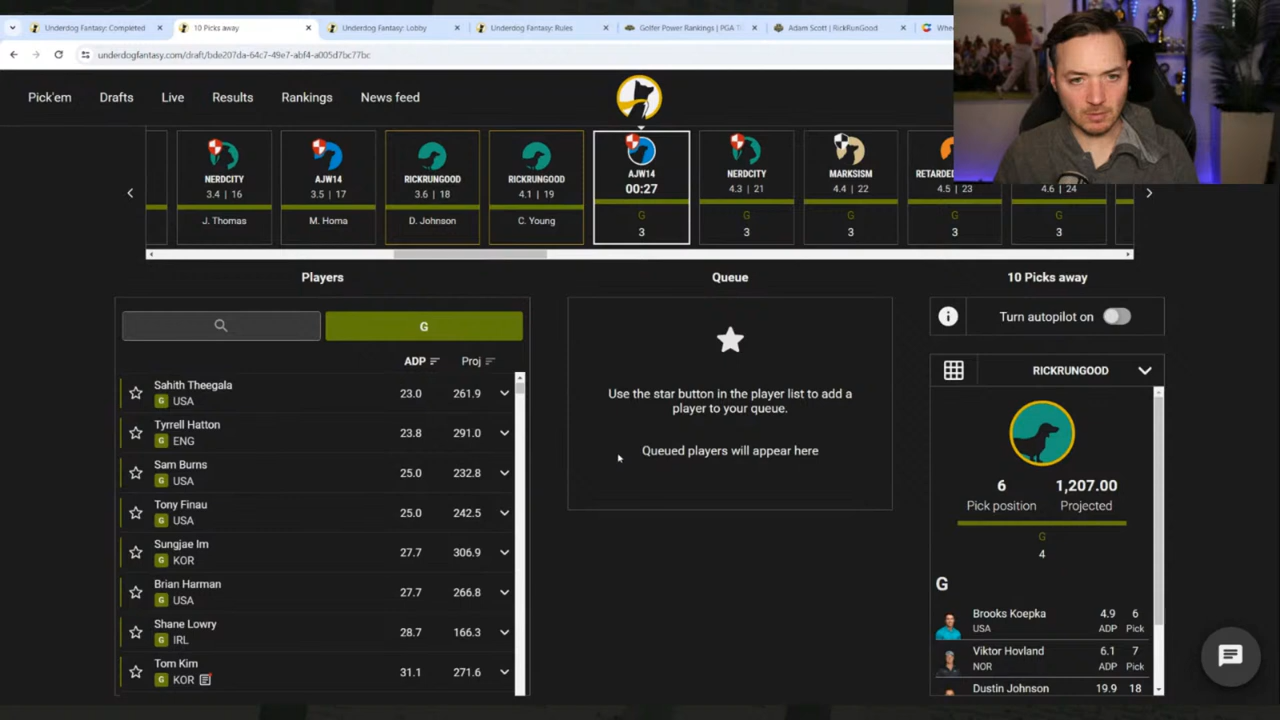 Underdog Fantasy: Completed
10 Picks away
Underdog Fantasy: Lobby
Underdog Fantasy: Rules
Golfer Power Rankings | PGA T
Adam Scott | RickRunGood
underdogfantasy.com/draft/bde207da-64c7-49e7-abf4-a005d7bc77bc
Pick'em
Drafts
Live
Results
Rankings
News feed
NERDCITY
3.4 | 16
J. Thomas
AJW14
3.5 | 17
M. Homa
RICKRUNGOOD
3.6 | 18
D. Johnson
RICKRUNGOOD
4.1 | 19
C. Young
AJW14
00:27
G
3
NERDCITY
4.3 | 21
G
3
MARKSISM
4.4 | 22
G
3
4.5 | 23
G
3
4.6 | 24
G
3
Players
Queue
10 Picks away
G
ADP
Proj
Sahith Theegala
G USA
23.0
261.9
Tyrrell Hatton
G ENG
23.8
291.0
Sam Burns
G USA
25.0
232.8
Tony Finau
G USA
25.0
242.5
Sungjae Im
G KOR
27.7
306.9
Brian Harman
G USA
27.7
266.8
Shane Lowry
G IRL
28.7
166.3
Tom Kim
G KOR
31.1
271.6
Use the star button in the player list to add a
player to your queue.
Queued players will appear here
Turn autopilot on
RICKRUNGOOD
6
Pick position
1,207.00
Projected
G
4
G
Brooks Koepka
USA
4.9
ADP
6
Pick
Viktor Hovland
NOR
6.1
ADP
7
Pick
Dustin Johnson
19.9
18